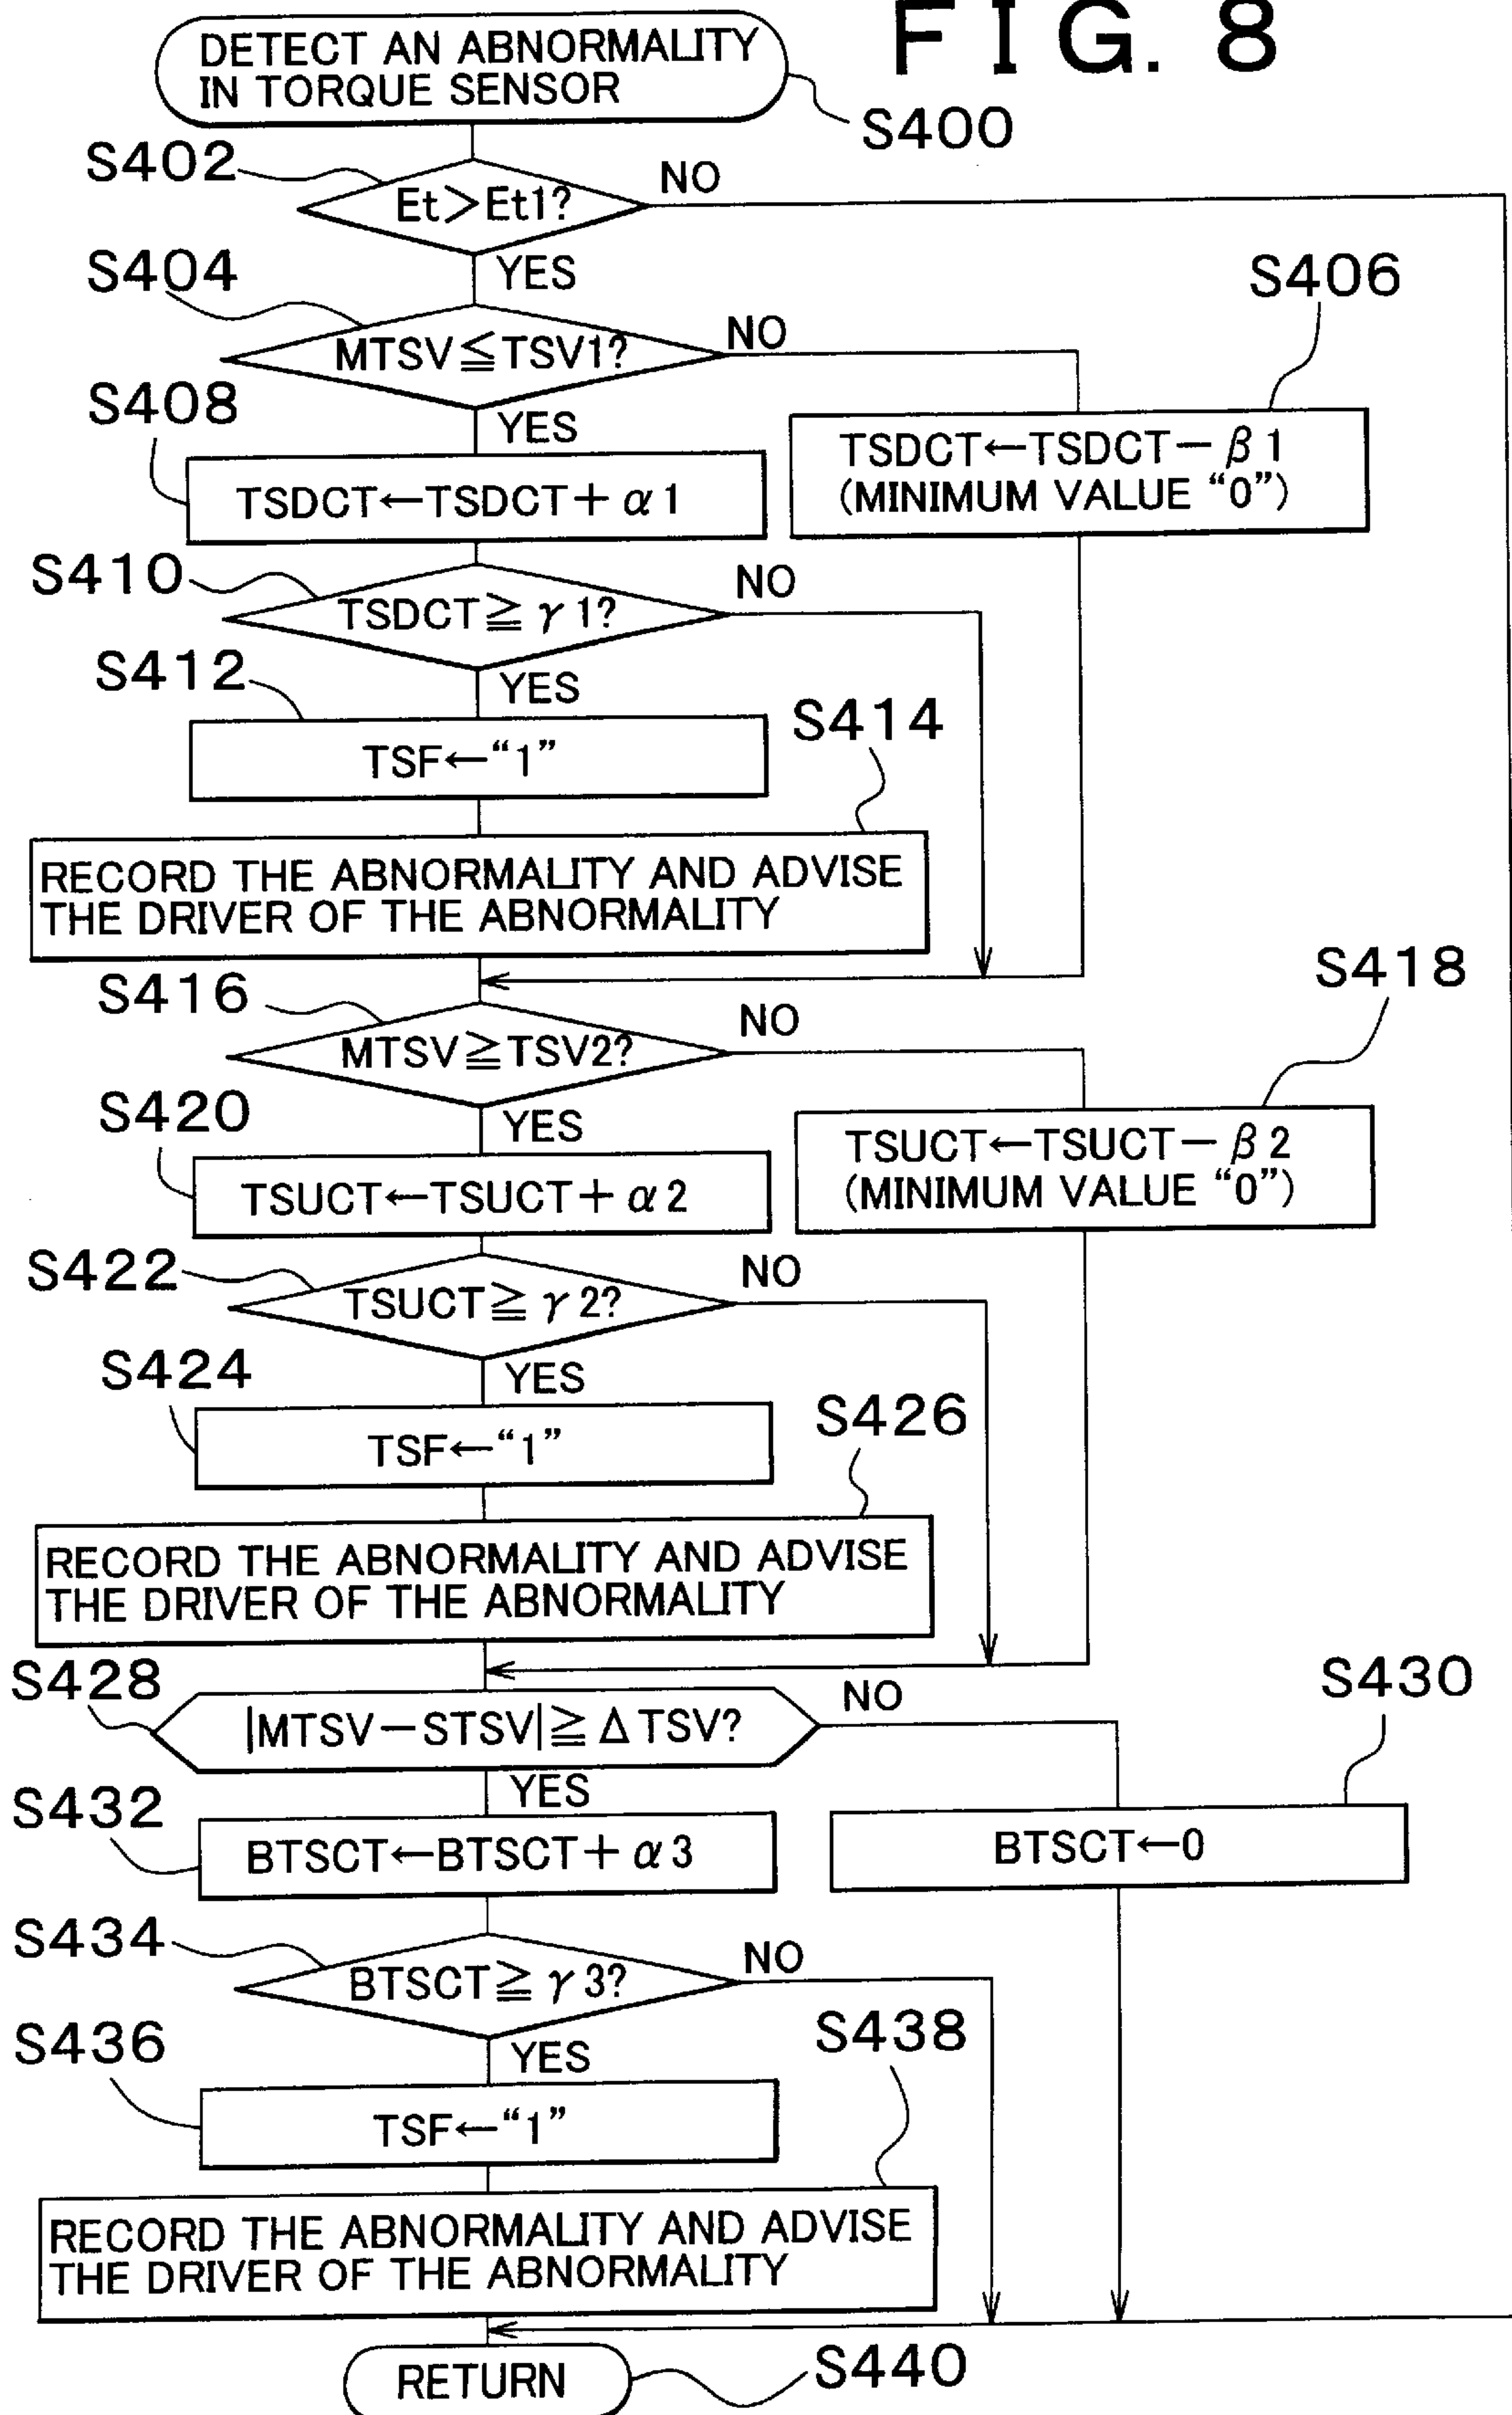 FIG. 8
DETECT AN ABNORMALITY
IN TORQUE SENSOR
S400
S402
Et>Et1?
NO
YES
S404
MTSV≦TSV1?
NO
S406
TSDCT←TSDCT－β1
(MINIMUM VALUE “0”)
YES
S408
TSDCT←TSDCT＋α1
S410
TSDCT≧γ1?
NO
YES
S412
TSF←“1”
S414
RECORD THE ABNORMALITY AND ADVISE
THE DRIVER OF THE ABNORMALITY
S416
MTSV≧TSV2?
NO
S418
TSUCT←TSUCT－β2
(MINIMUM VALUE “0”)
YES
S420
TSUCT←TSUCT＋α2
S422
TSUCT≧γ2?
NO
YES
S424
TSF←“1”
S426
RECORD THE ABNORMALITY AND ADVISE
THE DRIVER OF THE ABNORMALITY
S428
|MTSV－STSV|≧ΔTSV?
NO
S430
BTSCT←0
YES
S432
BTSCT←BTSCT＋α3
S434
BTSCT≧γ3?
NO
YES
S436
TSF←“1”
S438
RECORD THE ABNORMALITY AND ADVISE
THE DRIVER OF THE ABNORMALITY
RETURN
S440